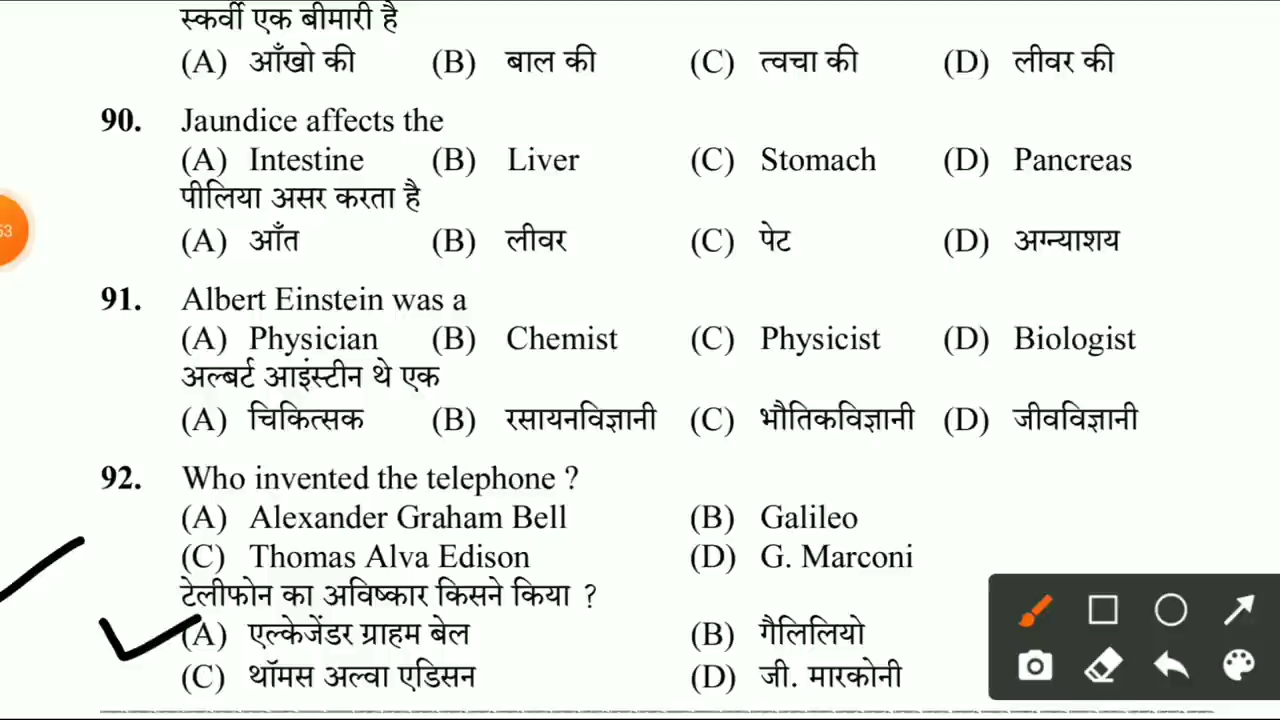 स्कर्वी एक बीमारी है
(A) आँखो की (B) बाल की (C) त्वचा की (D) लीवर की
90. Jaundice affects the
(A) Intestine (B) Liver (C) Stomach (D) Pancreas
पीलिया असर करता है
(A) आँत (B) लीवर (C) पेट (D) अग्न्याशय
91. Albert Einstein was a
(A) Physician (B) Chemist (C) Physicist (D) Biologist
अल्बर्ट आइंस्टीन थे एक
(A) चिकित्सक (B) रसायनविज्ञानी (C) भौतिकविज्ञानी (D) जीवविज्ञानी
92. Who invented the telephone ?
(A) Alexander Graham Bell (B) Galileo
(C) Thomas Alva Edison (D) G. Marconi
टेलीफोन का अविष्कार किसने किया ?
(A) एल्केजेंडर ग्राहम बेल (B) गैलिलियो
(C) थॉमस अल्वा एडिसन (D) जी. मारकोनी